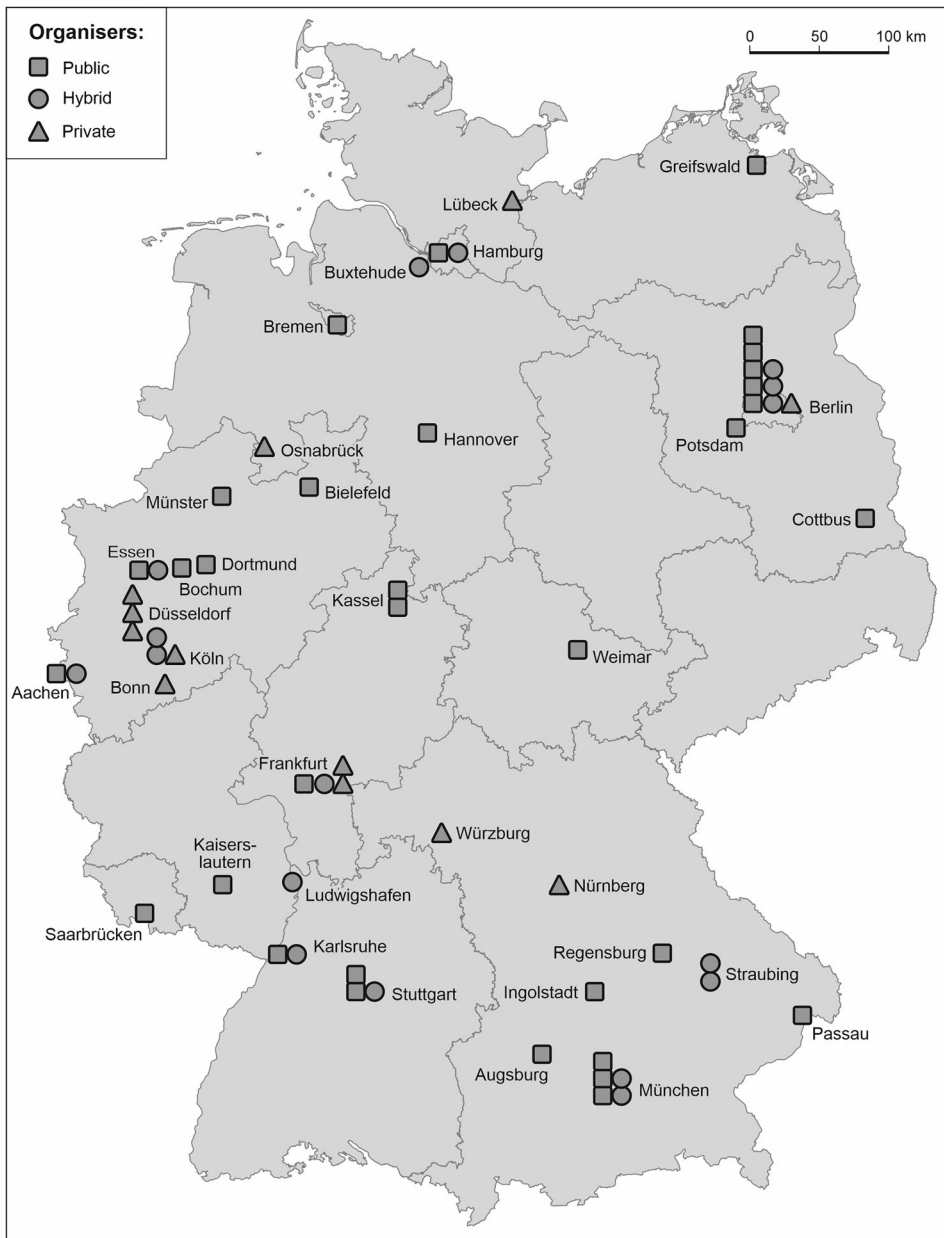 Organisers:
Public
Hybrid
Private
0 50 100 km
Greifswald
Lübeck
Hamburg
Buxtehude
Bremen
Berlin
Potsdam
Hannover
Osnabrück
Bielefeld
Münster
Cottbus
Essen
Dortmund
Bochum
Kassel
Düsseldorf
Köln
Weimar
Aachen
Bonn
Frankfurt
Würzburg
Kaisers-
lautern
Ludwigshafen
Nürnberg
Saarbrücken
Karlsruhe
Regensburg
Straubing
Stuttgart
Ingolstadt
Passau
Augsburg
München